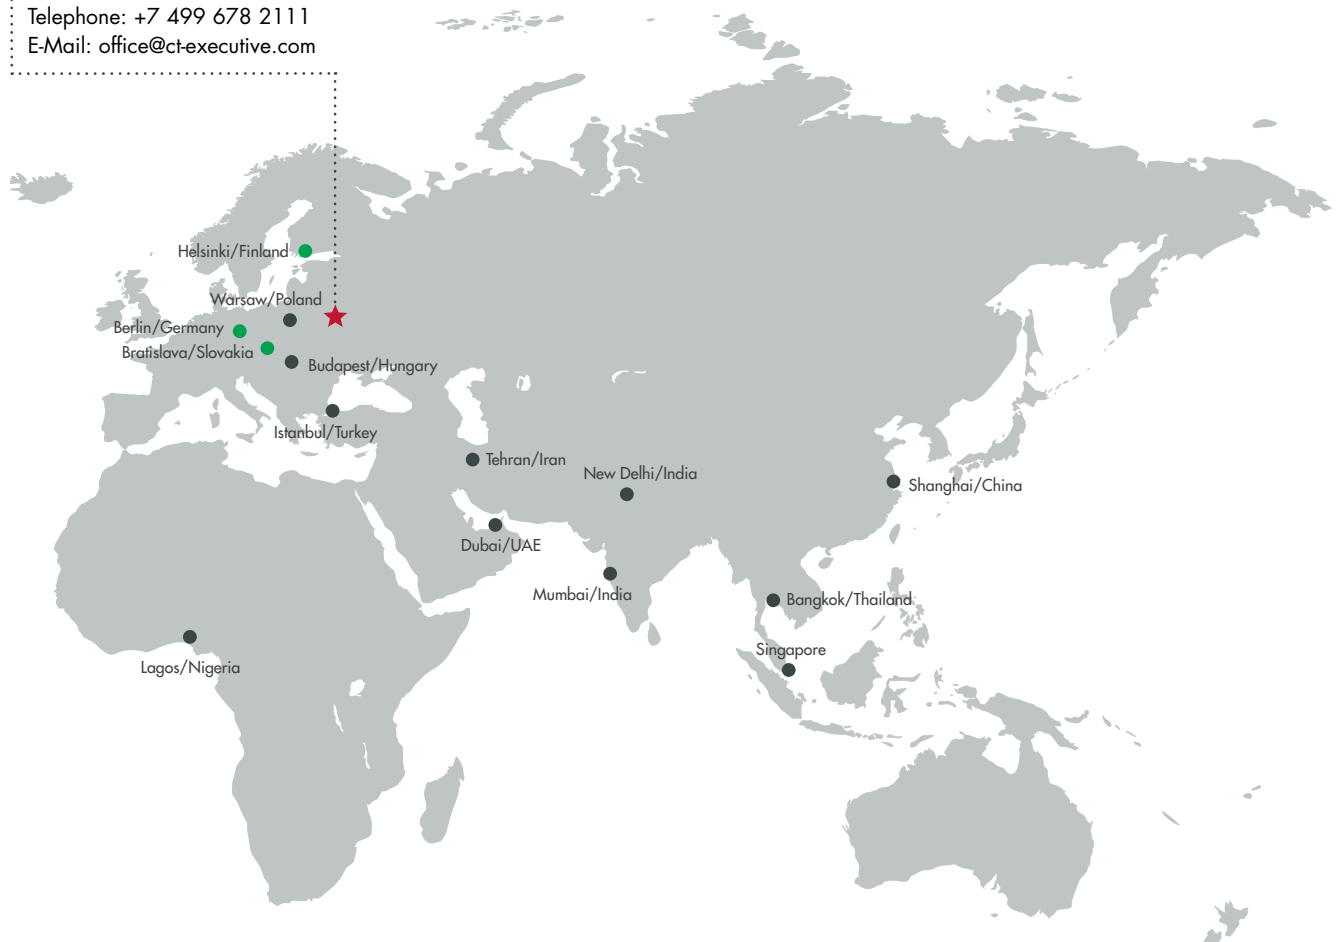 Telephone: +7 499 678 2111
E-Mail: office@ct-executive.com
Helsinki/Finland
Warsaw/Poland
Berlin/Germany
Bratislava/Slovakia
Budapest/Hungary
Istanbul/Turkey
Tehran/Iran
New Delhi/India
Shanghai/China
Dubai/UAE
Mumbai/India
Bangkok/Thailand
Singapore
Lagos/Nigeria